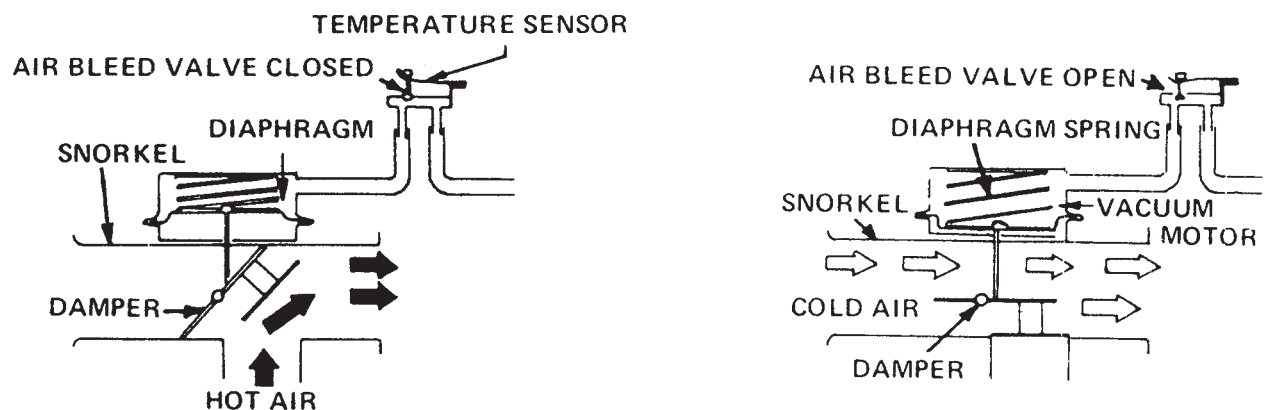 TEMPERATURE SENSOR
AIR BLEED VALVE CLOSED
DIAPHRAGM
SNORKEL
DAMPER
HOT AIR
AIR BLEED VALVE OPEN
DIAPHRAGM SPRING
SNORKEL
VACUUM
MOTOR
COLD AIR
DAMPER